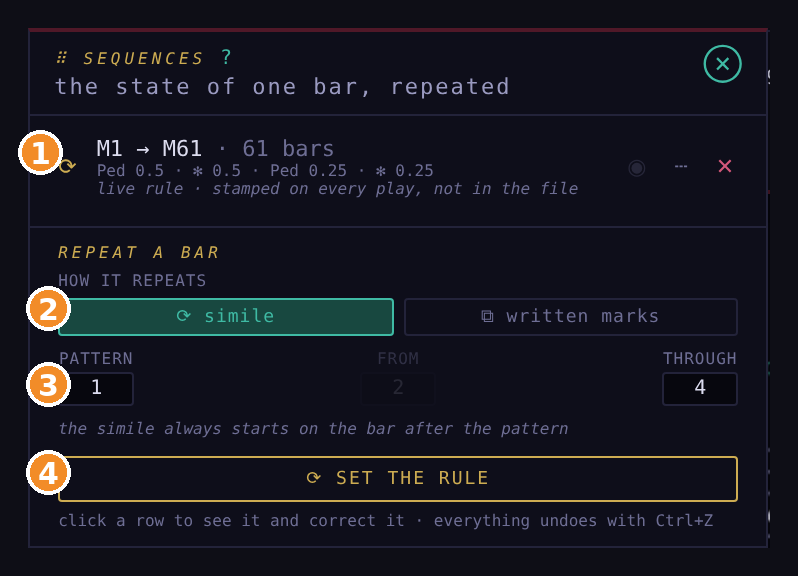 ⠿ SEQUENCES ?
the state of one bar, repeated
✕
1
⟳ M1 → M61 · 61 bars
Ped 0.5 · ✻ 0.5 · Ped 0.25 · ✻ 0.25
live rule · stamped on every play, not in the file
◉ ┄ ✕
REPEAT A BAR
HOW IT REPEATS
2
⟳ simile ⧉ written marks
PATTERN FROM THROUGH
3
1 2 4
the simile always starts on the bar after the pattern
4
⟳ SET THE RULE
click a row to see it and correct it · everything undoes with Ctrl+Z